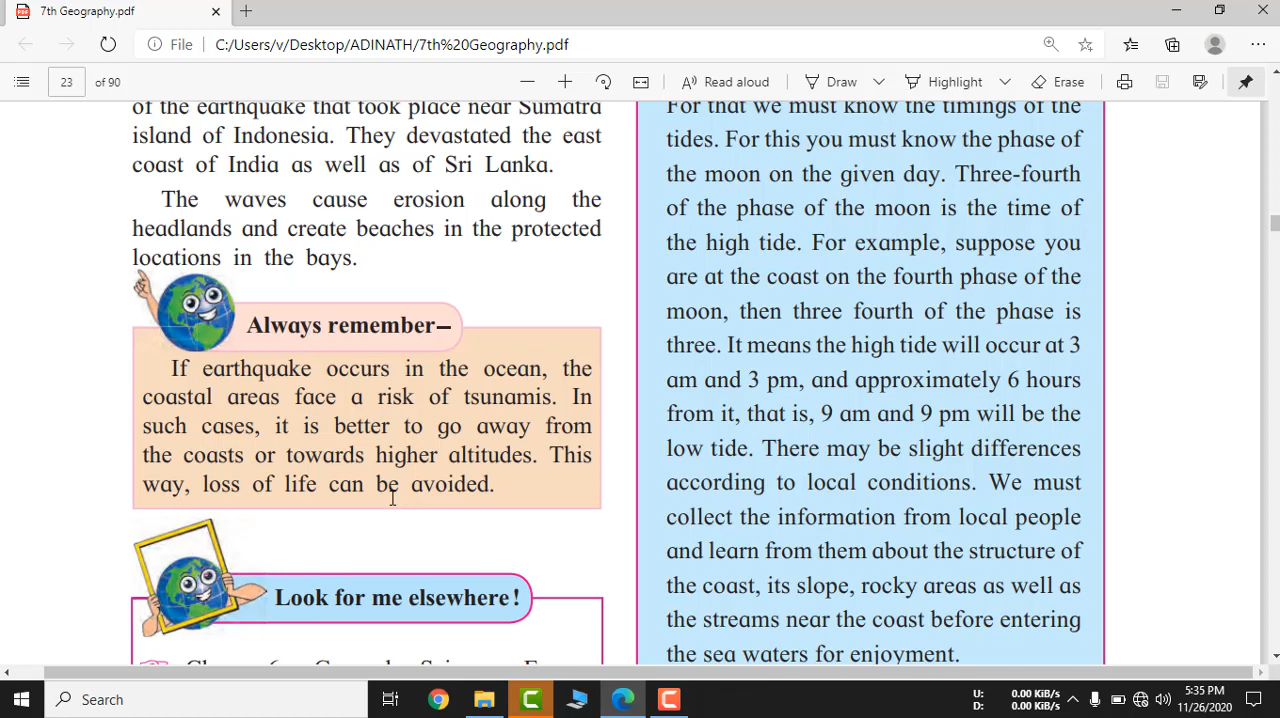 7th Geography.pdf
File
C:/Users/v/Desktop/ADINATH/7th%20Geography.pdf
23 of 90
Read aloud
Draw
Highlight
Erase
of the earthquake that took place near Sumatra
island of Indonesia. They devastated the east
coast of India as well as of Sri Lanka.
The waves cause erosion along the
headlands and create beaches in the protected
locations in the bays.
Always remember–
If earthquake occurs in the ocean, the
coastal areas face a risk of tsunamis. In
such cases, it is better to go away from
the coasts or towards higher altitudes. This
way, loss of life can be avoided.
Look for me elsewhere !
For that we must know the timings of the
tides. For this you must know the phase of
the moon on the given day. Three-fourth
of the phase of the moon is the time of
the high tide. For example, suppose you
are at the coast on the fourth phase of the
moon, then three fourth of the phase is
three. It means the high tide will occur at 3
am and 3 pm, and approximately 6 hours
from it, that is, 9 am and 9 pm will be the
low tide. There may be slight differences
according to local conditions. We must
collect the information from local people
and learn from them about the structure of
the coast, its slope, rocky areas as well as
the streams near the coast before entering
the sea waters for enjoyment.
Search
U: 0.00 KiB/s
D: 0.00 KiB/s
5:35 PM
11/26/2020